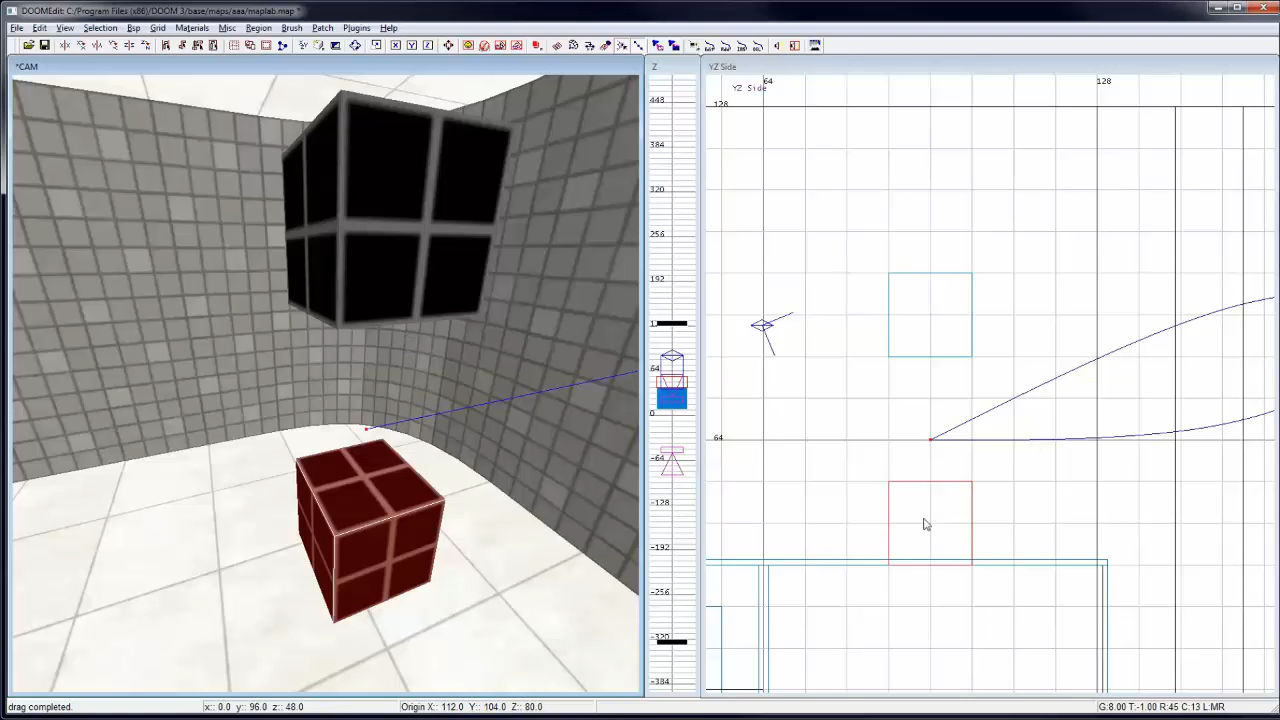 DOOMEdit: C:/Program Files (x86)/DOOM 3/base/maps/aaa/maplab.map *
File Edit View Selection Bsp Grid Materials Misc Region Brush Patch Plugins Help
*CAM
Z
YZ Side
YZ Side
64
128
128
64
448
384
320
256
192
64
0
-64
-128
-192
-256
-320
-384
drag completed.
x:: 0.0 y:: 96.0 z:: 48.0
Origin X:: 112.0 Y:: 104.0 Z:: 80.0
G:8.00 T:-1.00 R:45 C:13 L:MR